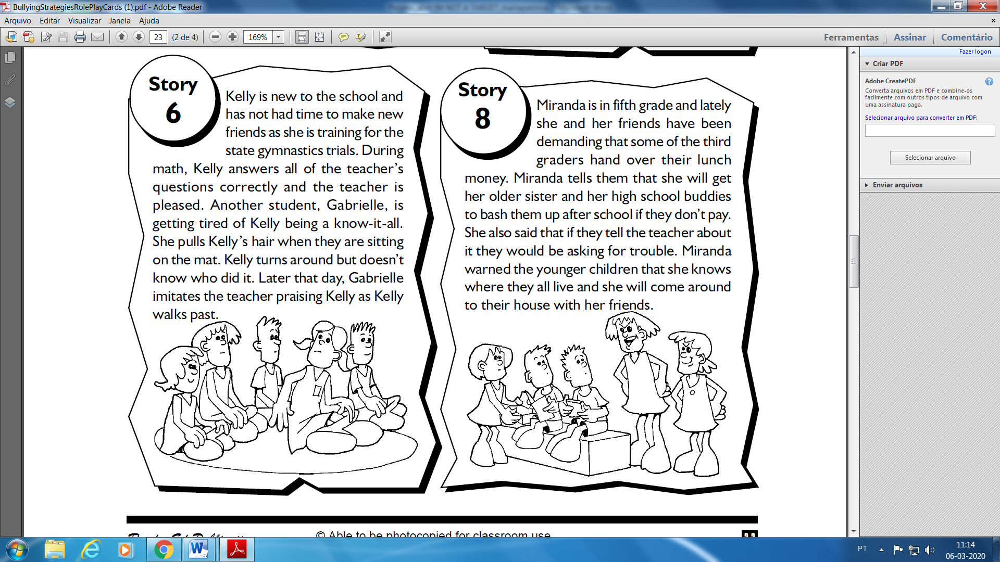 BullyingStrategiesRolePlayCards (1).pdf - Adobe Reader
Arquivo Editar Visualizar Janela Ajuda
23 (2 de 4) 169% Ferramentas Assinar Comentário
Story
6
Kelly is new to the school and
has not had time to make new
friends as she is training for the
state gymnastics trials. During
math, Kelly answers all of the teacher's
questions correctly and the teacher is
pleased. Another student, Gabrielle, is
getting tired of Kelly being a know-it-all.
She pulls Kelly's hair when they are sitting
on the mat. Kelly turns around but doesn't
know who did it. Later that day, Gabrielle
imitates the teacher praising Kelly as Kelly
walks past.
Story
8
Miranda is in fifth grade and lately
she and her friends have been
demanding that some of the third
graders hand over their lunch
money. Miranda tells them that she will get
her older sister and her high school buddies
to bash them up after school if they don't pay.
She also said that if they tell the teacher about
it they would be asking for trouble. Miranda
warned the younger children that she knows
where they all live and she will come around
to their house with her friends.
© Able to be photocopied for classroom use
Fazer logon
Criar PDF
Adobe CreatePDF
Converta arquivos em PDF e combine-os
facilmente com outros tipos de arquivo com
uma assinatura paga.
Selecionar arquivo para converter em PDF:
Selecionar arquivo
Enviar arquivos
PT
11:14
06-03-2020